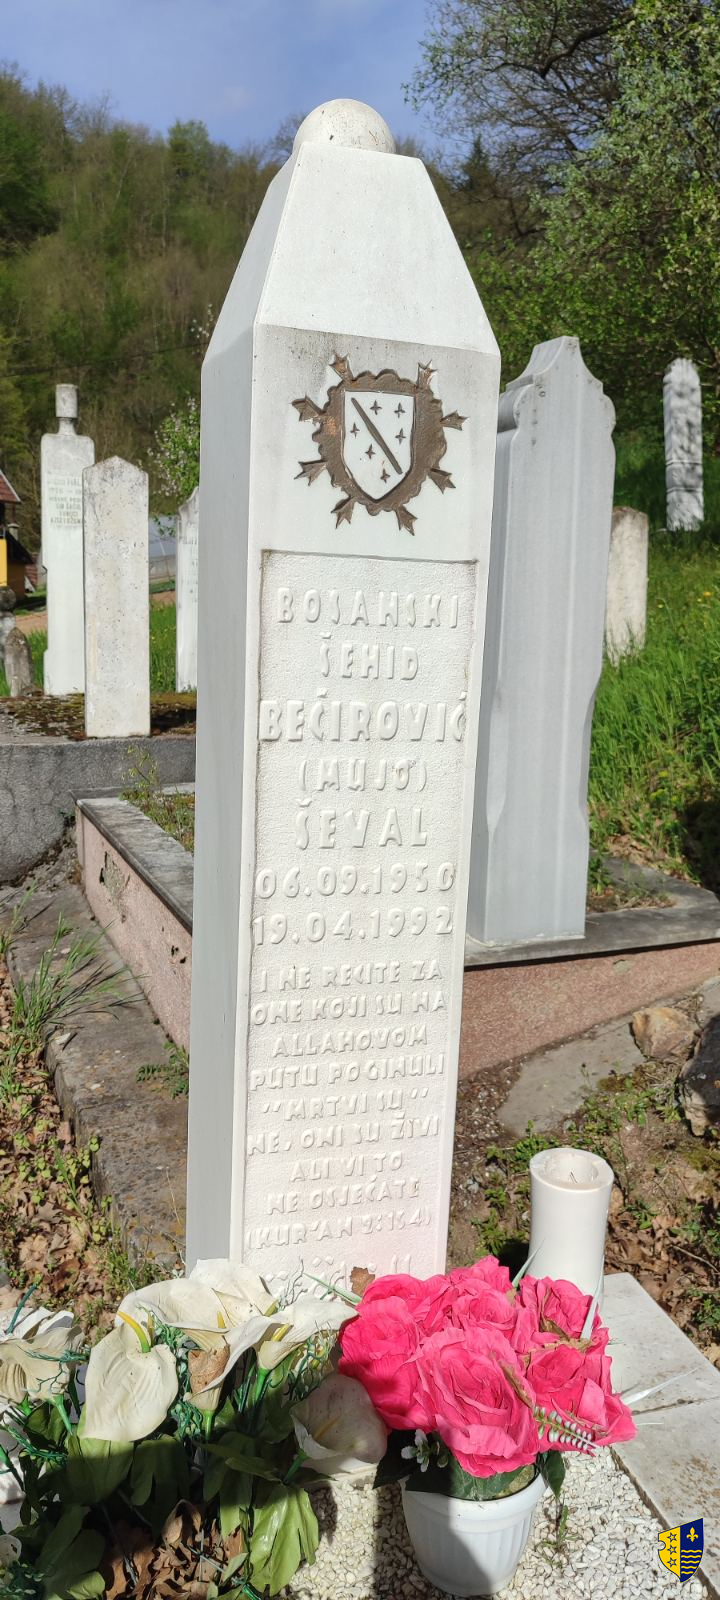 BOSANSKI
ŠEHID
BEĆIROVIĆ
(MUJO)
ŠEVAL
06.09.1950
19.04.1992
I NE RECITE ZA
ONE KOJI SU NA
ALLAHOVOM
PUTU POGINULI
"MRTVI SU"
NE, ONI SU ŽIVI
ALI VI TO
NE OSJEĆATE
(KUR'AN 2:154)